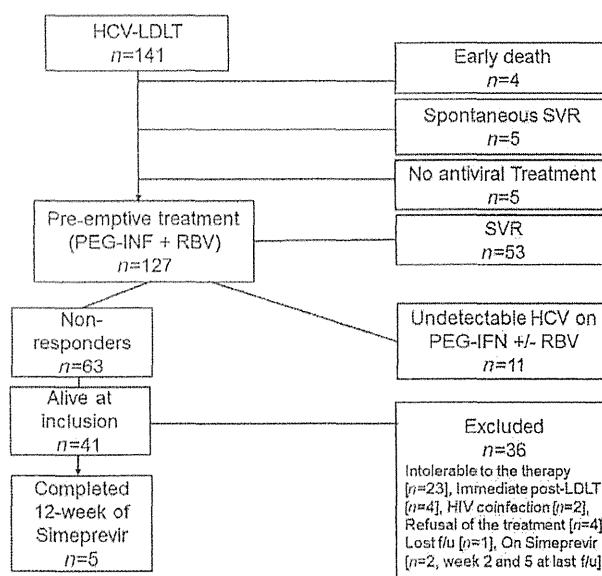 HCV-LDLT
n=141
Early death
n=4
Spontaneous SVR
n=5
No antiviral Treatment
n=5
Pre-emptive treatment
(PEG-INF + RBV)
n=127
SVR
n=53
Non-
responders
n=63
Undetectable HCV on
PEG-IFN +/- RBV
n=11
Alive at
inclusion
n=41
Excluded
n=36
Intolerable to the therapy
[n=23], Immediate post-LDLT
[n=4], HIV coinfection [n=2],
Refusal of the treatment [n=4]
Lost f/u [n=1], On Simeprevir
[n=2, week 2 and 5 at last f/u]
Completed
12-week of
Simeprevir
n=5